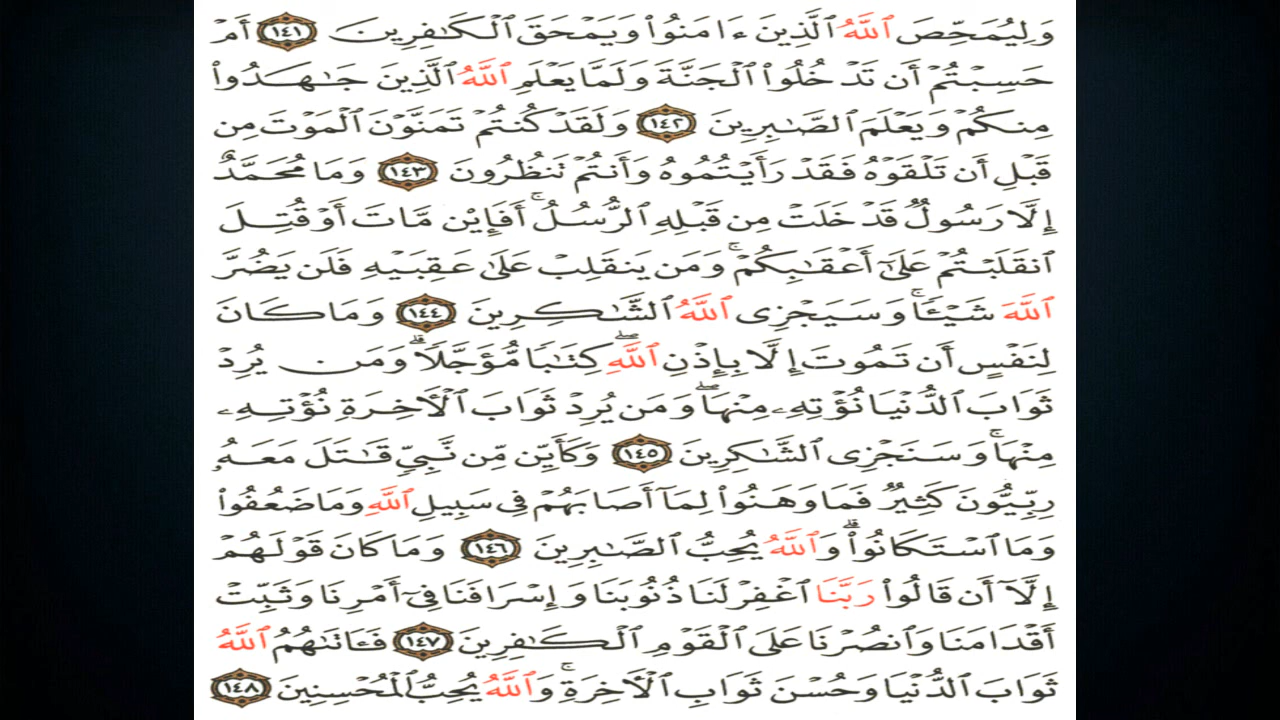 وَلِيُمَحِّصَ ٱللَّهُ ٱلَّذِينَ ءَامَنُوا۟ وَيَمْحَقَ ٱلْكَـٰفِرِينَ ١٤١ أَمْ
حَسِبْتُمْ أَن تَدْخُلُوا۟ ٱلْجَنَّةَ وَلَمَّا يَعْلَمِ ٱللَّهُ ٱلَّذِينَ جَـٰهَدُوا۟
مِنكُمْ وَيَعْلَمَ ٱلصَّـٰبِرِينَ ١٤٢ وَلَقَدْ كُنتُمْ تَمَنَّوْنَ ٱلْمَوْتَ مِن
قَبْلِ أَن تَلْقَوْهُ فَقَدْ رَأَيْتُمُوهُ وَأَنتُمْ تَنظُرُونَ ١٤٣ وَمَا مُحَمَّدٌ
إِلَّا رَسُولٌ قَدْ خَلَتْ مِن قَبْلِهِ ٱلرُّسُلُ ۚ أَفَإِيْن مَّاتَ أَوْ قُتِلَ
ٱنقَلَبْتُمْ عَلَىٰٓ أَعْقَـٰبِكُمْ ۚ وَمَن يَنقَلِبْ عَلَىٰ عَقِبَيْهِ فَلَن يَضُرَّ
ٱللَّهَ شَيْـًٔا ۚ وَسَيَجْزِى ٱللَّهُ ٱلشَّـٰكِرِينَ ١٤٤ وَمَا كَانَ
لِنَفْسٍ أَن تَمُوتَ إِلَّا بِإِذْنِ ٱللَّهِ ۖ كِتَـٰبًا مُّؤَجَّلًا ۗ وَمَن يُرِدْ
ثَوَابَ ٱلدُّنْيَا نُؤْتِهِۦ مِنْهَا ۖ وَمَن يُرِدْ ثَوَابَ ٱلْـَٔاخِرَةِ نُؤْتِهِۦ
مِنْهَا ۚ وَسَنَجْزِى ٱلشَّـٰكِرِينَ ١٤٥ وَكَأَيِّن مِّن نَّبِىٍّ قَـٰتَلَ مَعَهُۥ
رِبِّيُّونَ كَثِيرٌ فَمَا وَهَنُوا۟ لِمَآ أَصَابَهُمْ فِى سَبِيلِ ٱللَّهِ وَمَا ضَعُفُوا۟
وَمَا ٱسْتَكَانُوا۟ ۗ وَٱللَّهُ يُحِبُّ ٱلصَّـٰبِرِينَ ١٤٦ وَمَا كَانَ قَوْلَهُمْ
إِلَّآ أَن قَالُوا۟ رَبَّنَا ٱغْفِرْ لَنَا ذُنُوبَنَا وَإِسْرَافَنَا فِىٓ أَمْرِنَا وَثَبِّتْ
أَقْدَامَنَا وَٱنصُرْنَا عَلَى ٱلْقَوْمِ ٱلْكَـٰفِرِينَ ١٤٧ فَـَٔاتَىٰهُمُ ٱللَّهُ
ثَوَابَ ٱلدُّنْيَا وَحُسْنَ ثَوَابِ ٱلْـَٔاخِرَةِ ۚ وَٱللَّهُ يُحِبُّ ٱلْمُحْسِنِينَ ١٤٨